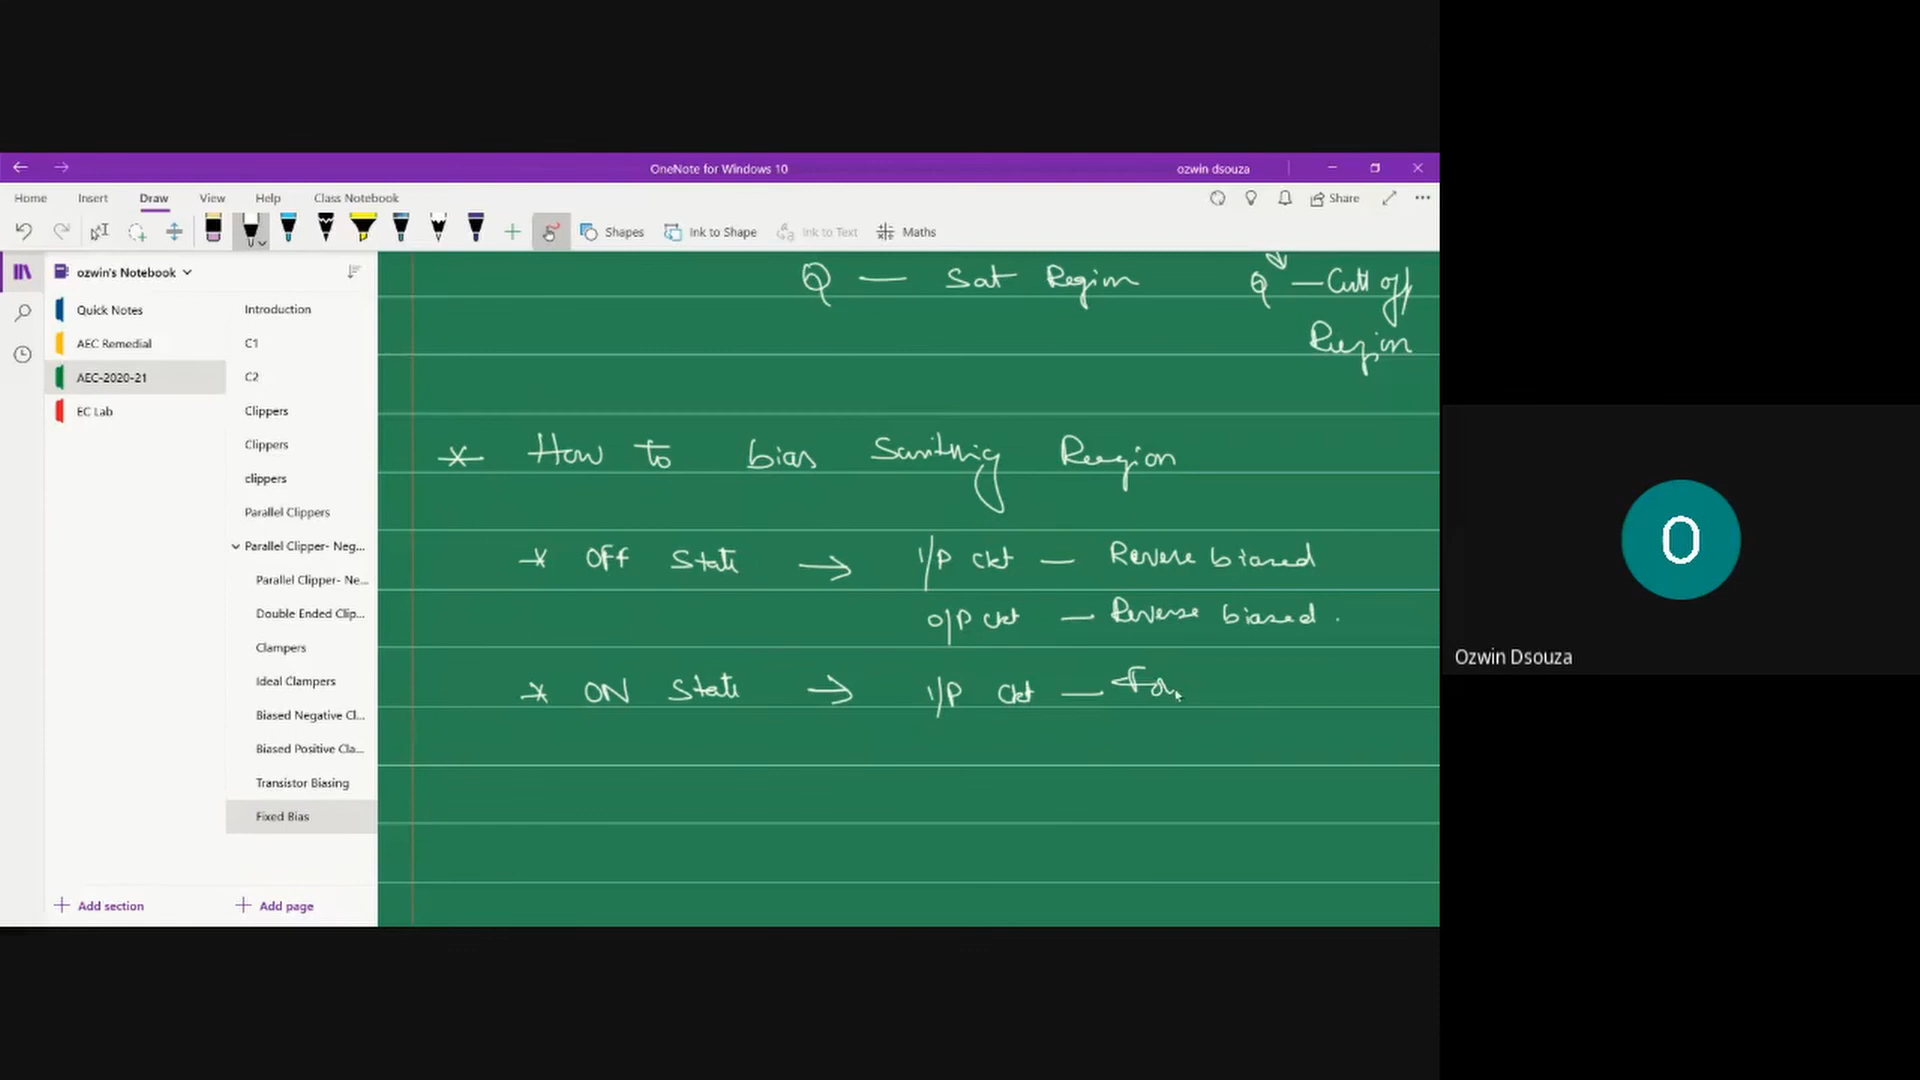 OneNote for Windows 10
ozwin dsouza
Home Insert Draw View Help Class Notebook
Share
Shapes Ink to Shape Ink to Text Maths
ozwin's Notebook
Quick Notes
AEC Remedial
AEC-2020-21
EC Lab
Introduction
C1
C2
Clippers
Clippers
clippers
Parallel Clippers
Parallel Clipper- Neg...
Parallel Clipper- Ne...
Double Ended Clip...
Clampers
Ideal Clampers
Biased Negative Cl...
Biased Positive Cla...
Transistor Biasing
Fixed Bias
+ Add section
+ Add page
Q — Sat Region Q — Cutt off
Region
* How to bias Region
* OFF State → I/P Ckt — Reverse biased
O/P Ckt — Reverse biased.
* ON State → I/P Ckt — Fo
O
Ozwin Dsouza